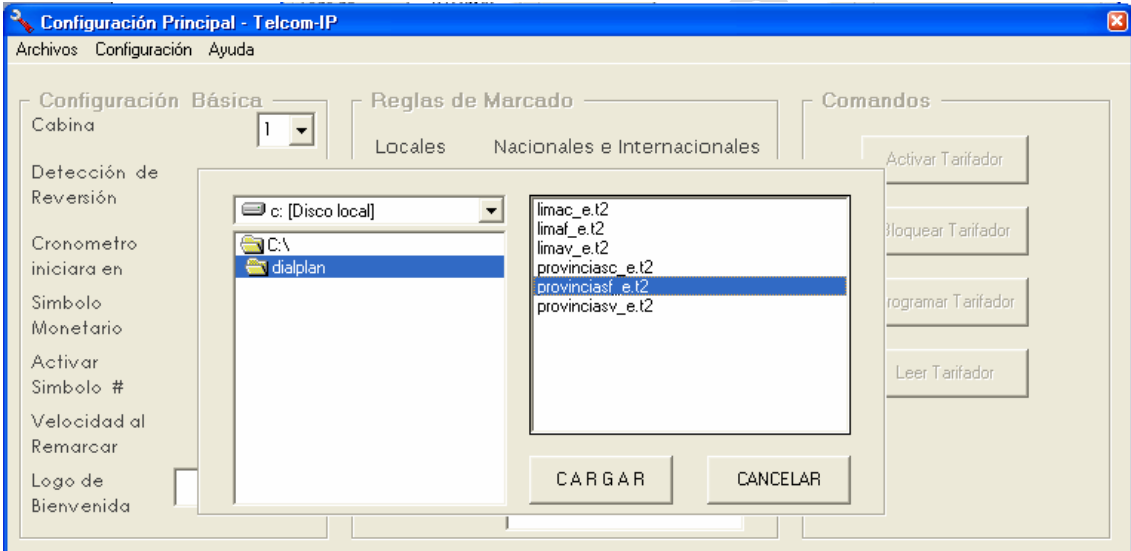 Configuración Principal - Telcom-IP
Archivos Configuración Ayuda
Configuración Básica
Cabina
1
Detección de
Reversión
Cronometro
iniciara en
Simbolo
Monetario
Activar
Simbolo #
Velocidad al
Remarcar
Logo de
Bienvenida
Reglas de Marcado
Locales Nacionales e Internacionales
c: [Disco local]
C:\
dialplan
limac_e.t2
limaf_e.t2
limav_e.t2
provinciasc_e.t2
provinciasf_e.t2
provinciasv_e.t2
CARGAR
CANCELAR
Comandos
Activar Tarifador
Bloquear Tarifador
rogramar Tarifador
Leer Tarifador